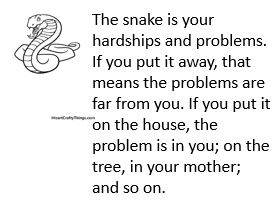 The snake is your
hardships and problems.
If you put it away, that
means the problems are
far from you. If you put it
on the house, the
problem is in you; on the
tree, in your mother;
and so on.
iHeartCraftyThings.com